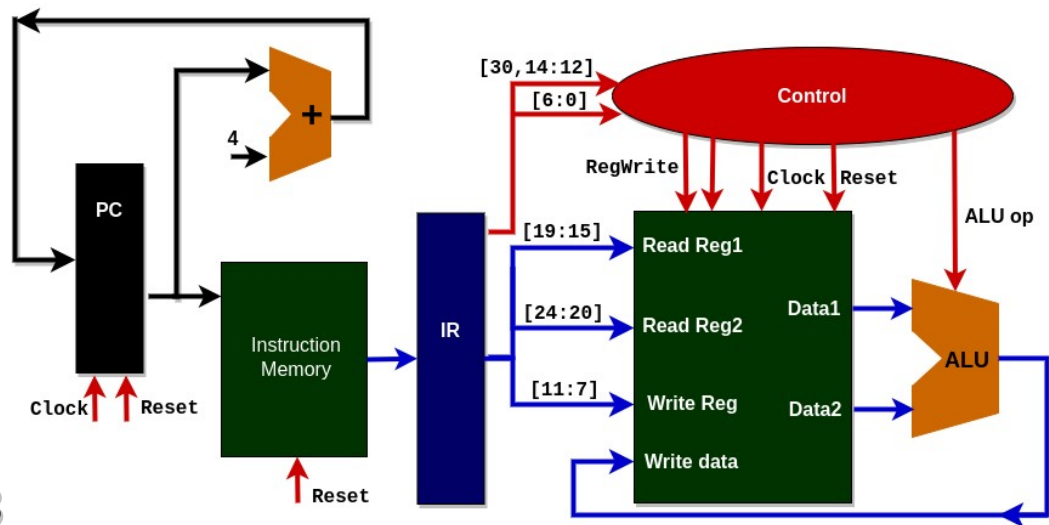 [30,14:12]
[6:0]
Control
+
4
PC
RegWrite
Clock Reset
ALU op
[19:15]
Read Reg1
[24:20]
Read Reg2
Data1
IR
Instruction
Memory
ALU
[11:7]
Write Reg
Data2
Clock
Reset
Write data
Reset